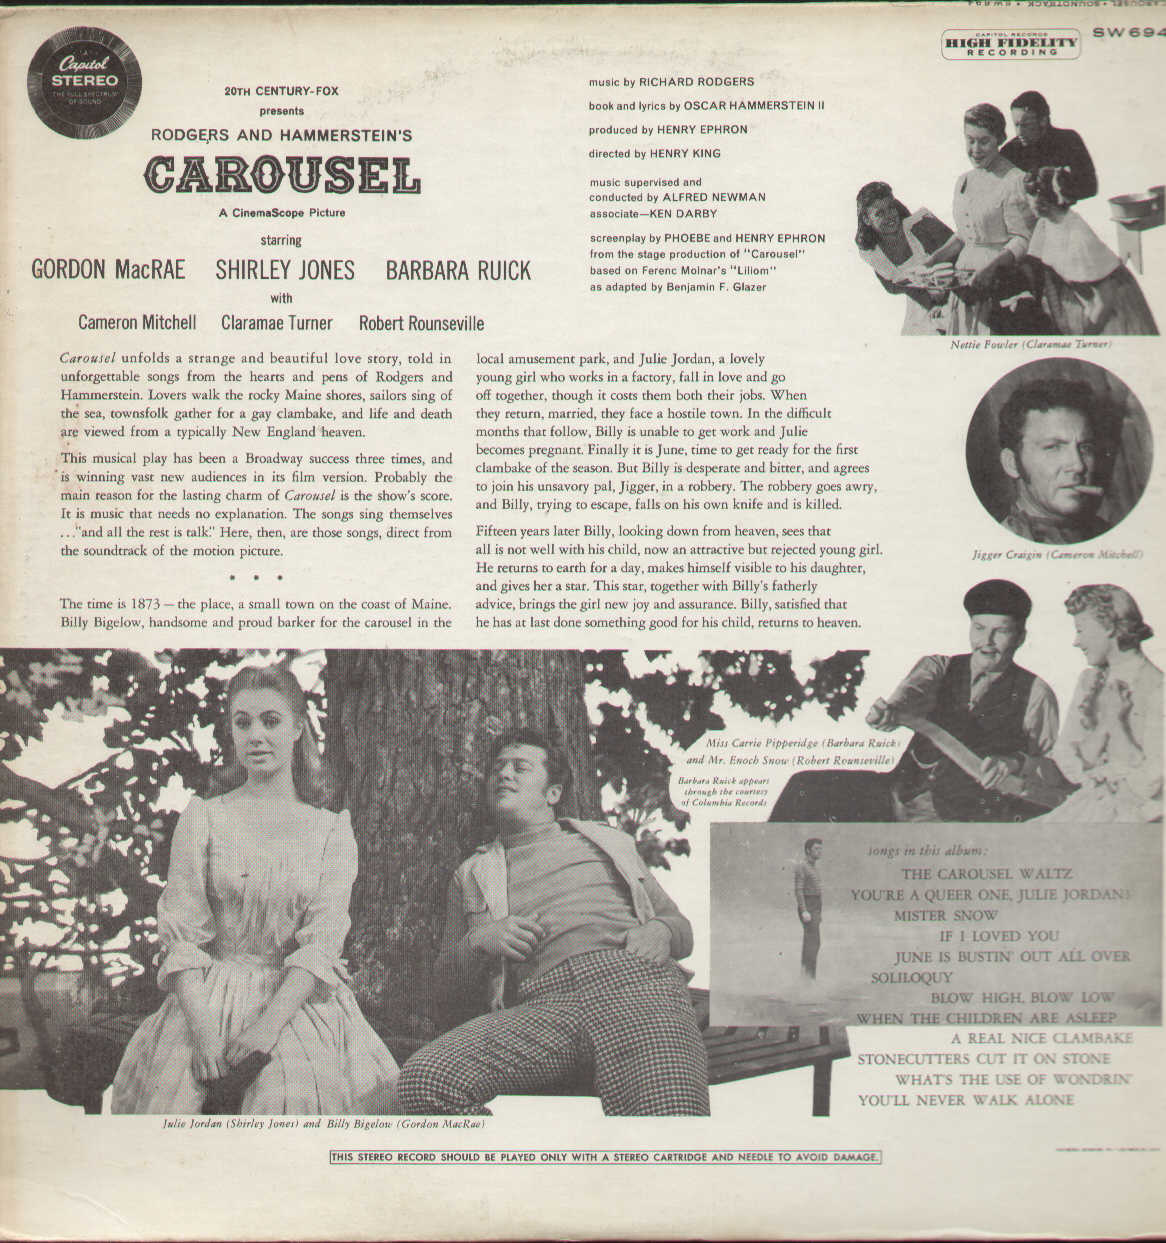 CAROUSEL • SOUNDTRACK • SW 694
Capitol
STEREO
THE FULL SPECTRUM
OF SOUND
CAPITOL RECORDS
HIGH FIDELITY
RECORDING
SW694
20TH CENTURY-FOX
presents
RODGERS AND HAMMERSTEIN'S
CAROUSEL
A CinemaScope Picture
starring
GORDON MacRAE SHIRLEY JONES BARBARA RUICK
with
Cameron Mitchell Claramae Turner Robert Rounseville
music by RICHARD RODGERS
book and lyrics by OSCAR HAMMERSTEIN II
produced by HENRY EPHRON
directed by HENRY KING
music supervised and
conducted by ALFRED NEWMAN
associate—KEN DARBY
screenplay by PHOEBE and HENRY EPHRON
from the stage production of "Carousel"
based on Ferenc Molnar's "Liliom"
as adapted by Benjamin F. Glazer
Nettie Fowler (Claramae Turner)
Carousel unfolds a strange and beautiful love story, told in
unforgettable songs from the hearts and pens of Rodgers and
Hammerstein. Lovers walk the rocky Maine shores, sailors sing of
the sea, townsfolk gather for a gay clambake, and life and death
are viewed from a typically New England heaven.
This musical play has been a Broadway success three times, and
is winning vast new audiences in its film version. Probably the
main reason for the lasting charm of Carousel is the show's score.
It is music that needs no explanation. The songs sing themselves
..."and all the rest is talk." Here, then, are those songs, direct from
the soundtrack of the motion picture.
* * *
The time is 1873 — the place, a small town on the coast of Maine.
Billy Bigelow, handsome and proud barker for the carousel in the
local amusement park, and Julie Jordan, a lovely
young girl who works in a factory, fall in love and go
off together, though it costs them both their jobs. When
they return, married, they face a hostile town. In the difficult
months that follow, Billy is unable to get work and Julie
becomes pregnant. Finally it is June, time to get ready for the first
clambake of the season. But Billy is desperate and bitter, and agrees
to join his unsavory pal, Jigger, in a robbery. The robbery goes awry,
and Billy, trying to escape, falls on his own knife and is killed.
Fifteen years later Billy, looking down from heaven, sees that
all is not well with his child, now an attractive but rejected young girl.
He returns to earth for a day, makes himself visible to his daughter,
and gives her a star. This star, together with Billy's fatherly
advice, brings the girl new joy and assurance. Billy, satisfied that
he has at last done something good for his child, returns to heaven.
Jigger Craigin (Cameron Mitchell)
Miss Carrie Pipperidge (Barbara Ruick)
and Mr. Enoch Snow (Robert Rounseville)
Barbara Ruick appears
through the courtesy
of Columbia Records
songs in this album:
THE CAROUSEL WALTZ
YOU'RE A QUEER ONE, JULIE JORDAN
MISTER SNOW
IF I LOVED YOU
JUNE IS BUSTIN' OUT ALL OVER
SOLILOQUY
BLOW HIGH, BLOW LOW
WHEN THE CHILDREN ARE ASLEEP
A REAL NICE CLAMBAKE
STONECUTTERS CUT IT ON STONE
WHAT'S THE USE OF WONDRIN'
YOU'LL NEVER WALK ALONE
Julie Jordan (Shirley Jones) and Billy Bigelow (Gordon MacRae)
THIS STEREO RECORD SHOULD BE PLAYED ONLY WITH A STEREO CARTRIDGE AND NEEDLE TO AVOID DAMAGE.